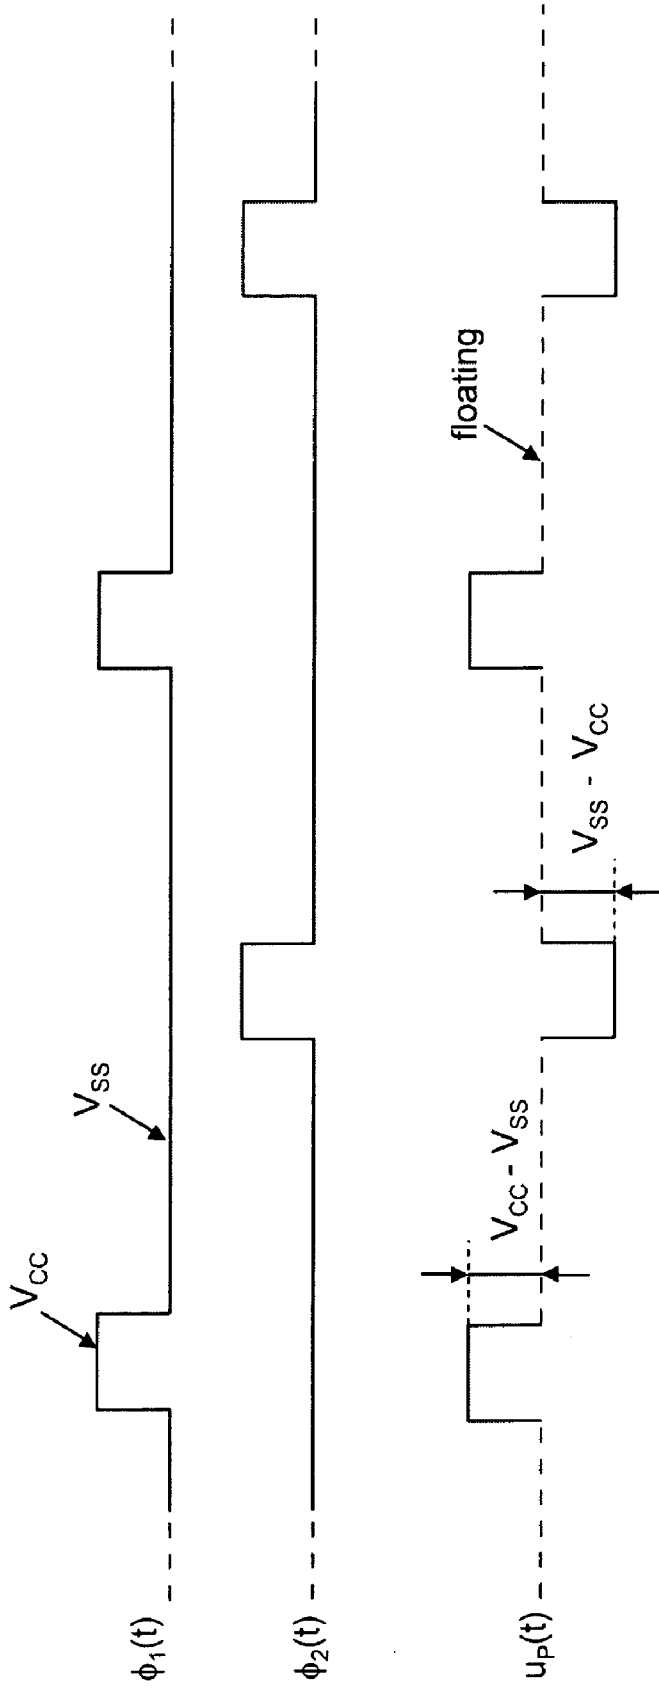 V_CC
V_SS
ϕ₁(t)
ϕ₂(t)
floating
V_CC - V_SS
V_SS - V_CC
u_P(t)